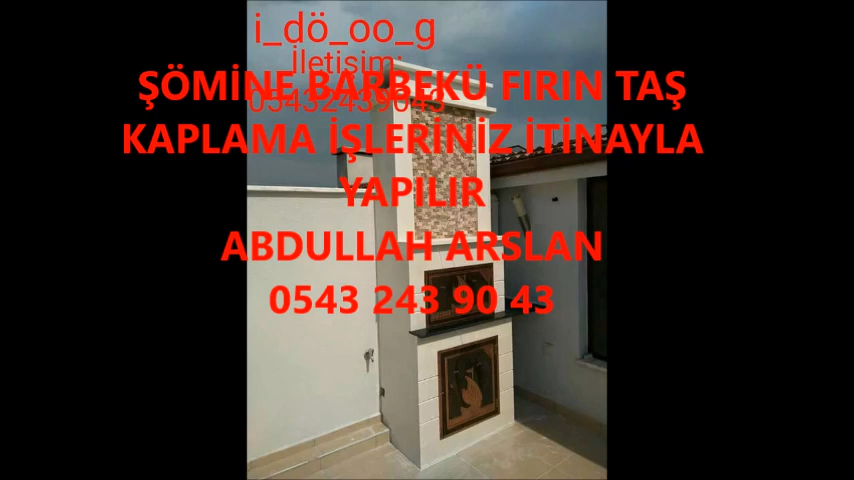 i_dö_oo_g
İletişim:
05432439043
ŞÖMİNE BARBEKÜ FIRIN TAŞ
KAPLAMA İŞLERİNİZ İTİNAYLA
YAPILIR
ABDULLAH ARSLAN
0543 243 90 43